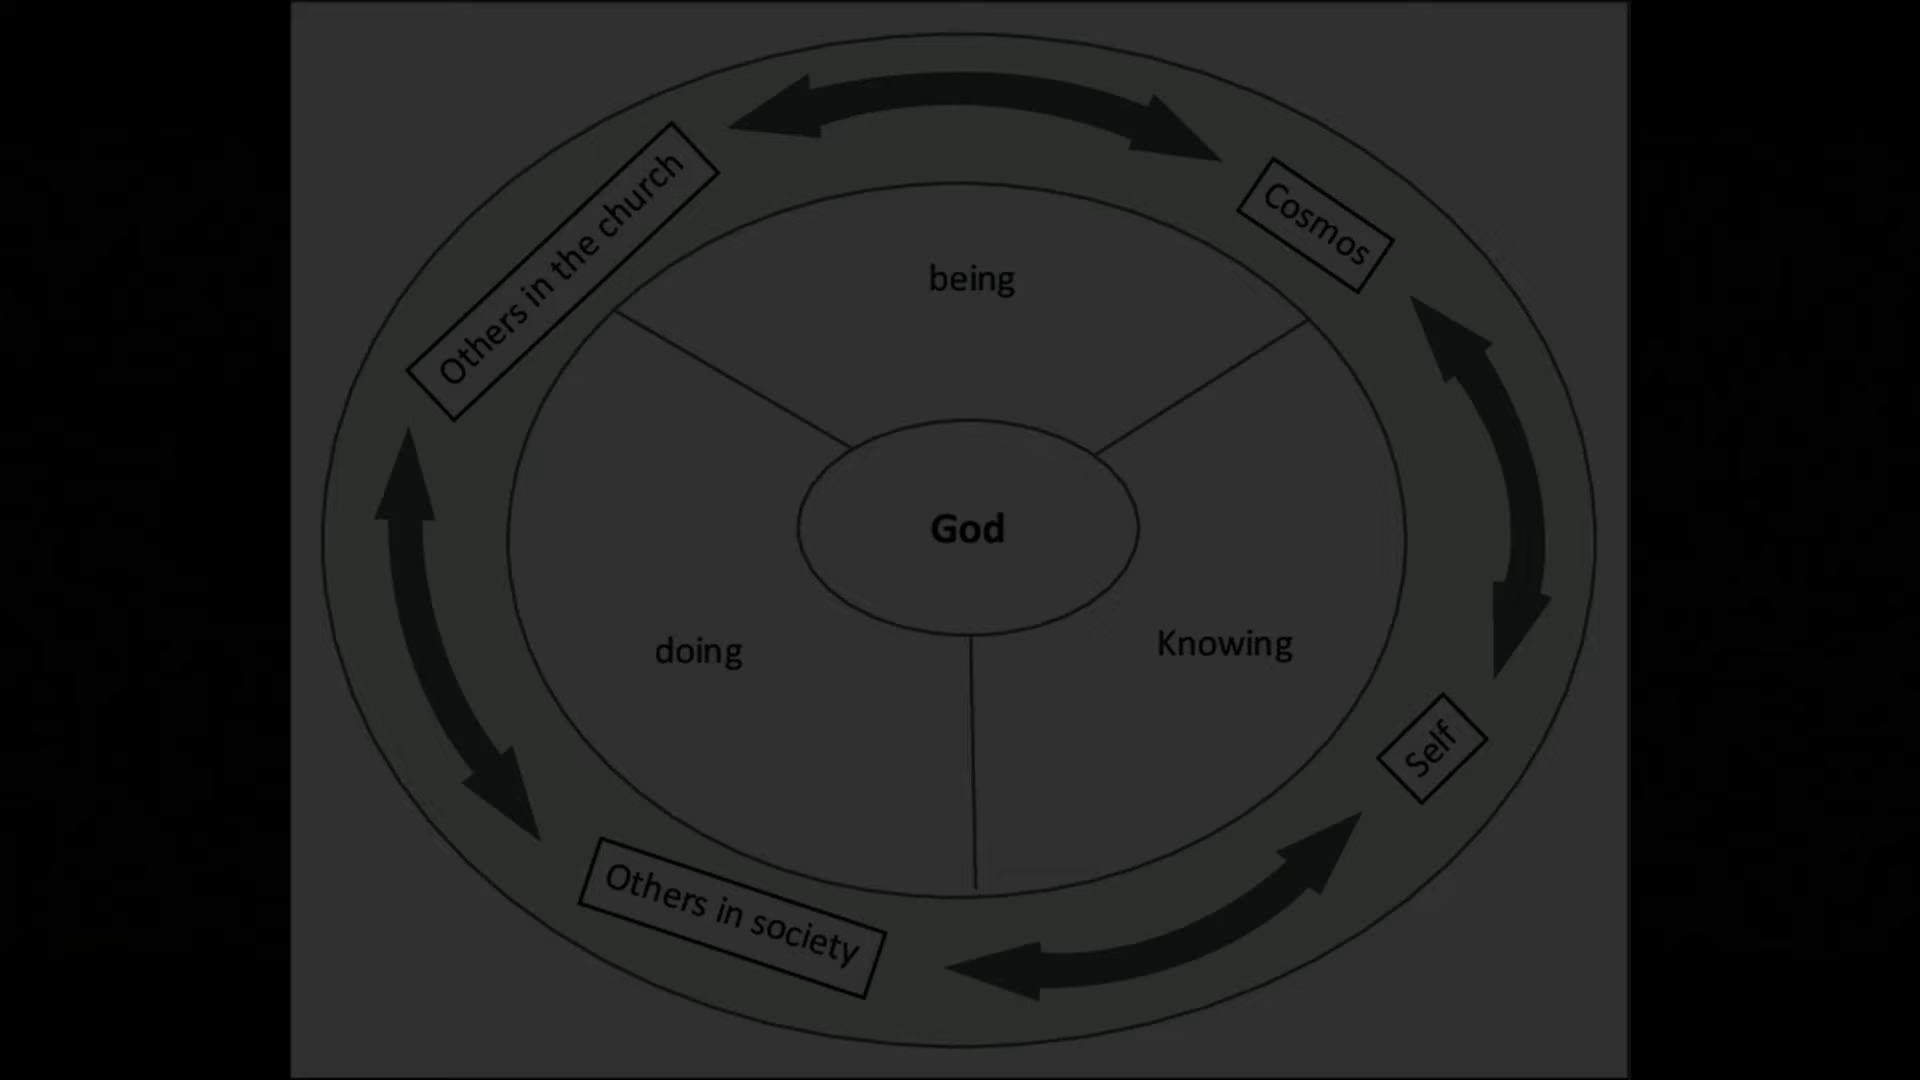 Others in the church
Cosmos
being
God
doing
Knowing
Self
Others in society